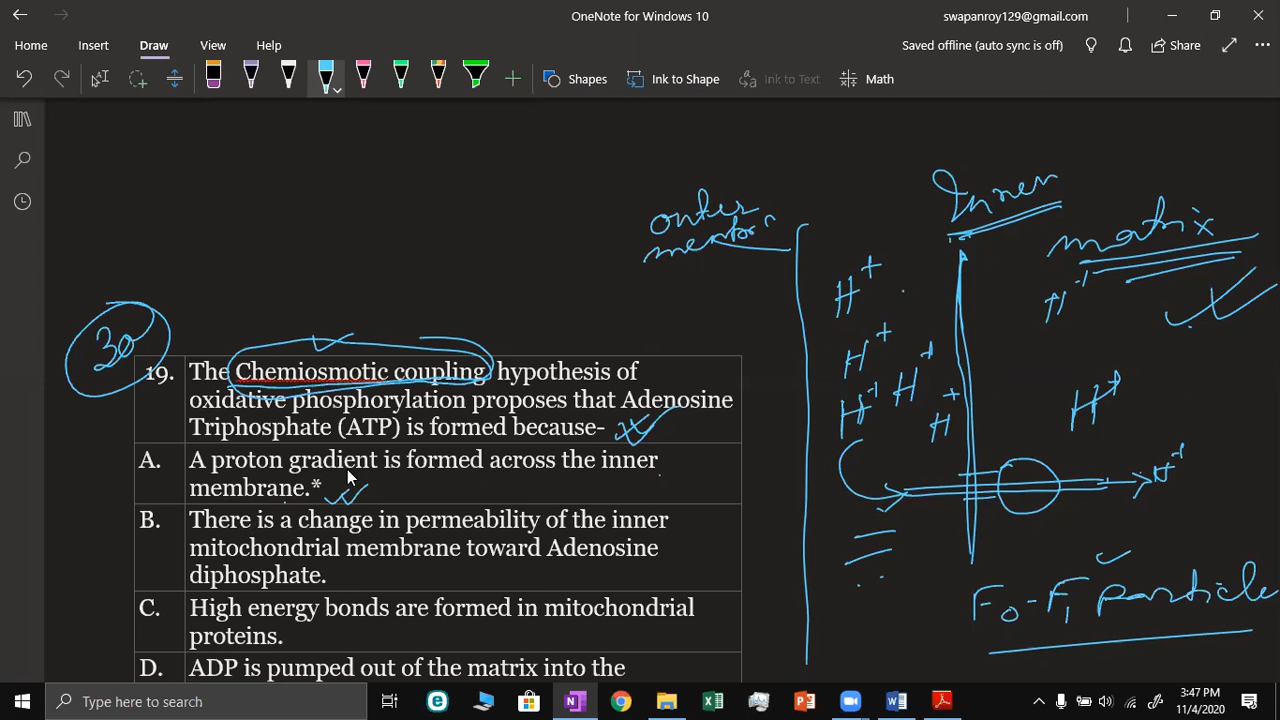 OneNote for Windows 10
swapanroy129@gmail.com
Home Insert Draw View Help
Saved offline (auto sync is off)
Share
Shapes
Ink to Shape
Ink to Text
Math
Inner
outer
matrix
H+
H+
30
H+
19. The Chemiosmotic coupling hypothesis of
oxidative phosphorylation proposes that Adenosine
Triphosphate (ATP) is formed because-
H+
H+
H+
H+
A. A proton gradient is formed across the inner
membrane.*
H+
B. There is a change in permeability of the inner
mitochondrial membrane toward Adenosine
diphosphate.
F0-F1 particle
C. High energy bonds are formed in mitochondrial
proteins.
D. ADP is pumped out of the matrix into the
Type here to search
3:47 PM
11/4/2020